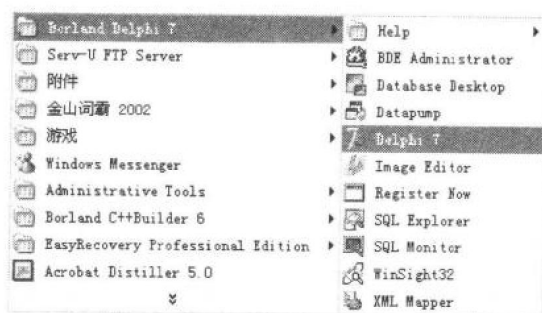 Borland Delphi 7
Serv-U FTP Server
附件
金山词霸 2002
游戏
Windows Messenger
Administrative Tools
Borland C++Builder 6
EasyRecovery Professional Edition
Acrobat Distiller 5.0
Help
BDE Administrator
Database Desktop
Datapump
Delphi 7
Image Editor
Register Now
SQL Explorer
SQL Monitor
WinSight32
XML Mapper